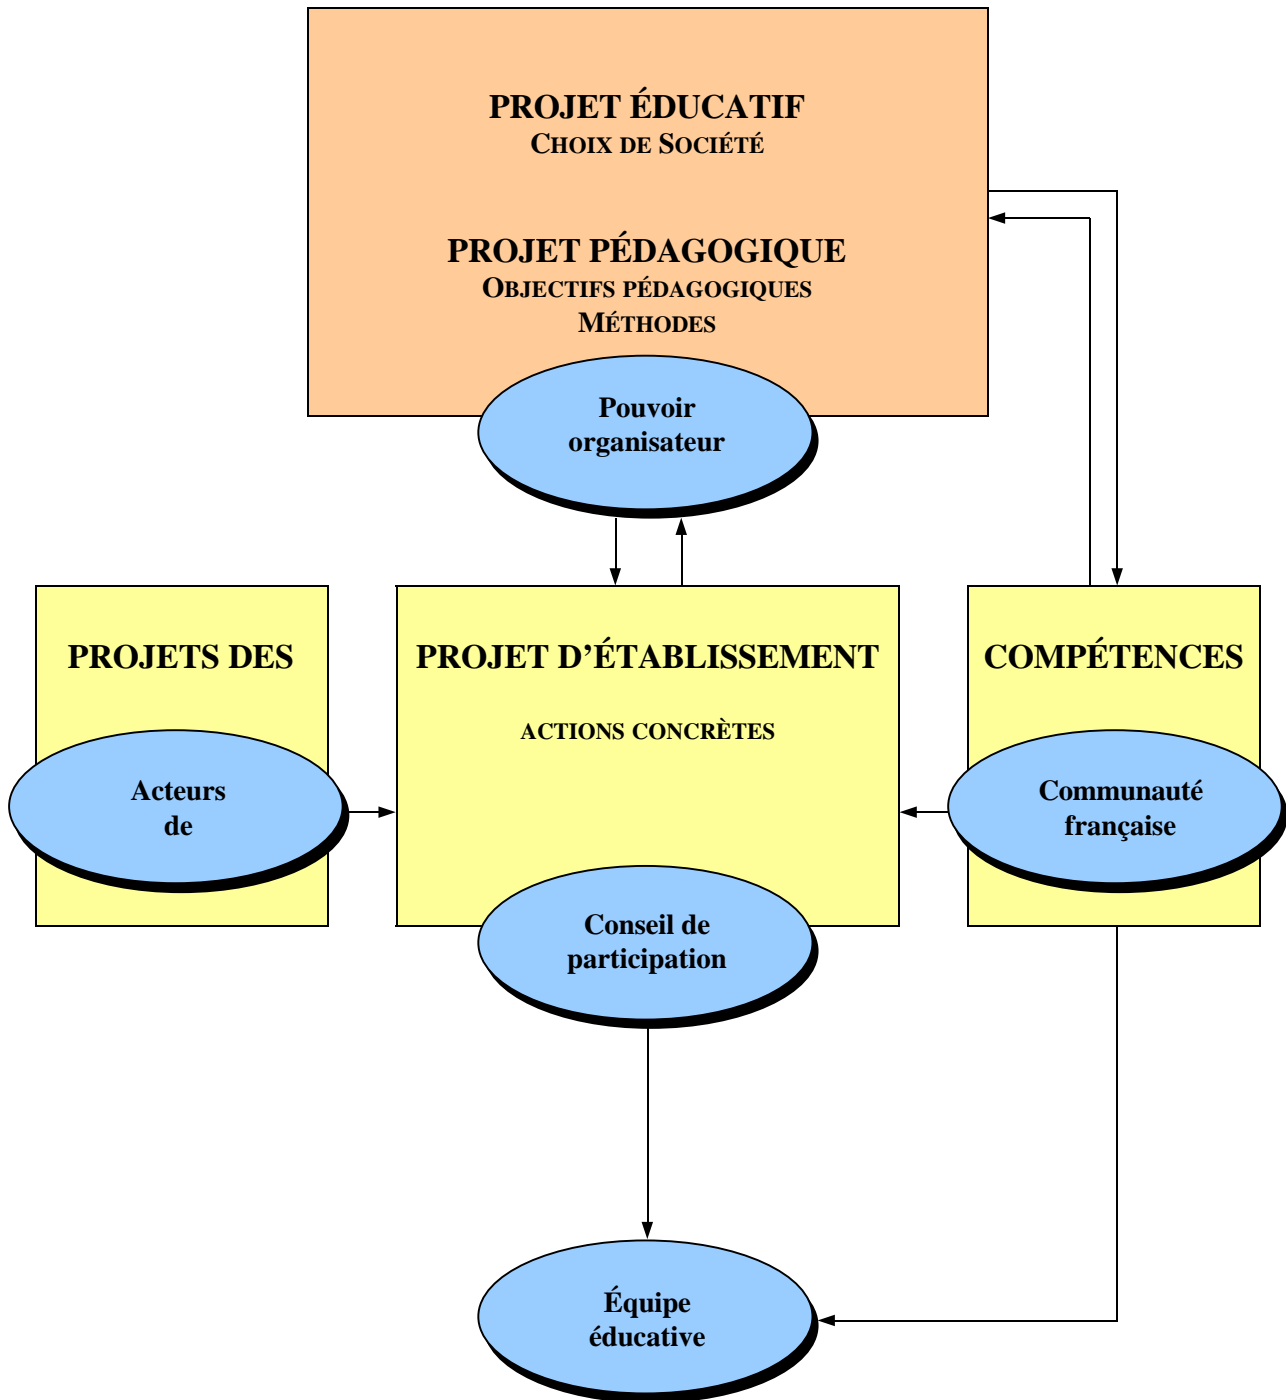 PROJET ÉDUCATIF
CHOIX DE SOCIÉTÉ
PROJET PÉDAGOGIQUE
OBJECTIFS PÉDAGOGIQUES
MÉTHODES
Pouvoir
organisateur
PROJETS DES
Acteurs
de
PROJET D’ÉTABLISSEMENT
ACTIONS CONCRÈTES
Conseil de
participation
COMPÉTENCES
Communauté
française
Équipe
éducative